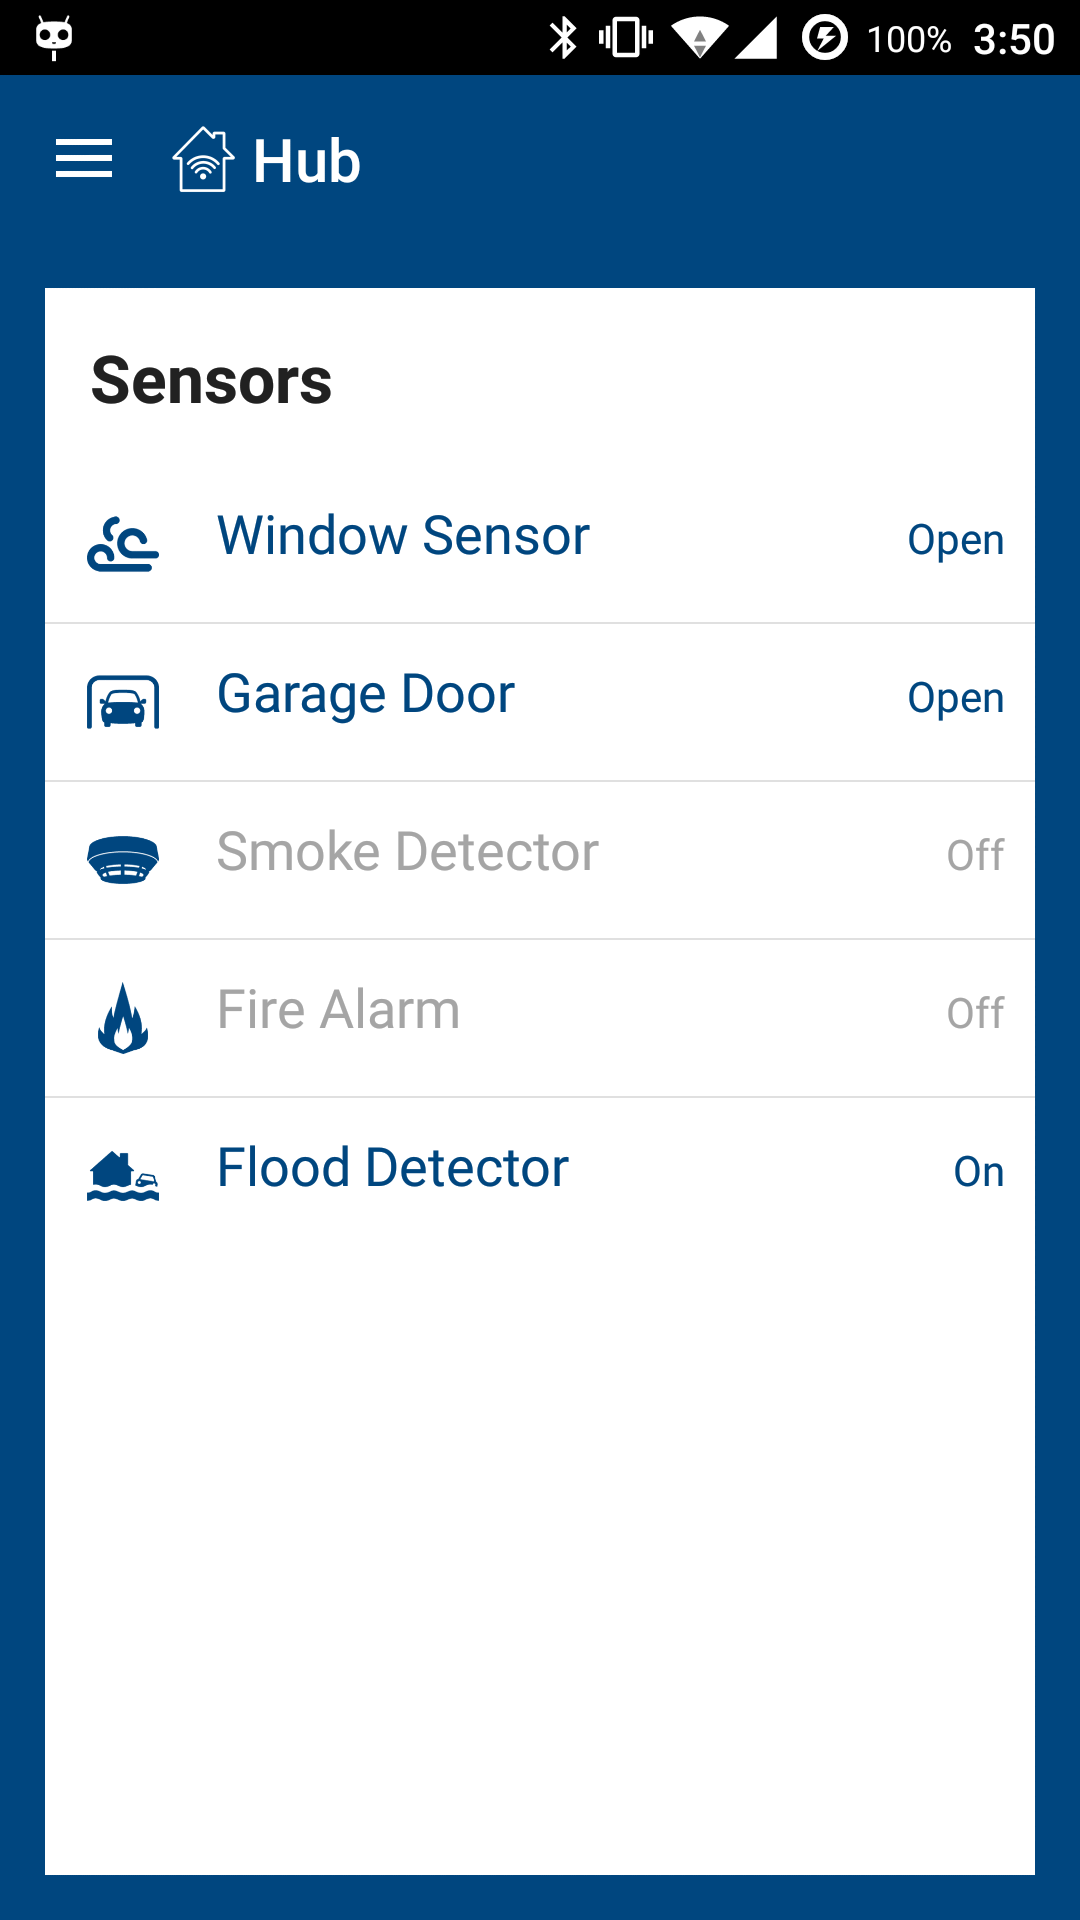 100% 3:50
Hub
Sensors
Window Sensor Open
Garage Door Open
Smoke Detector Off
Fire Alarm Off
Flood Detector On